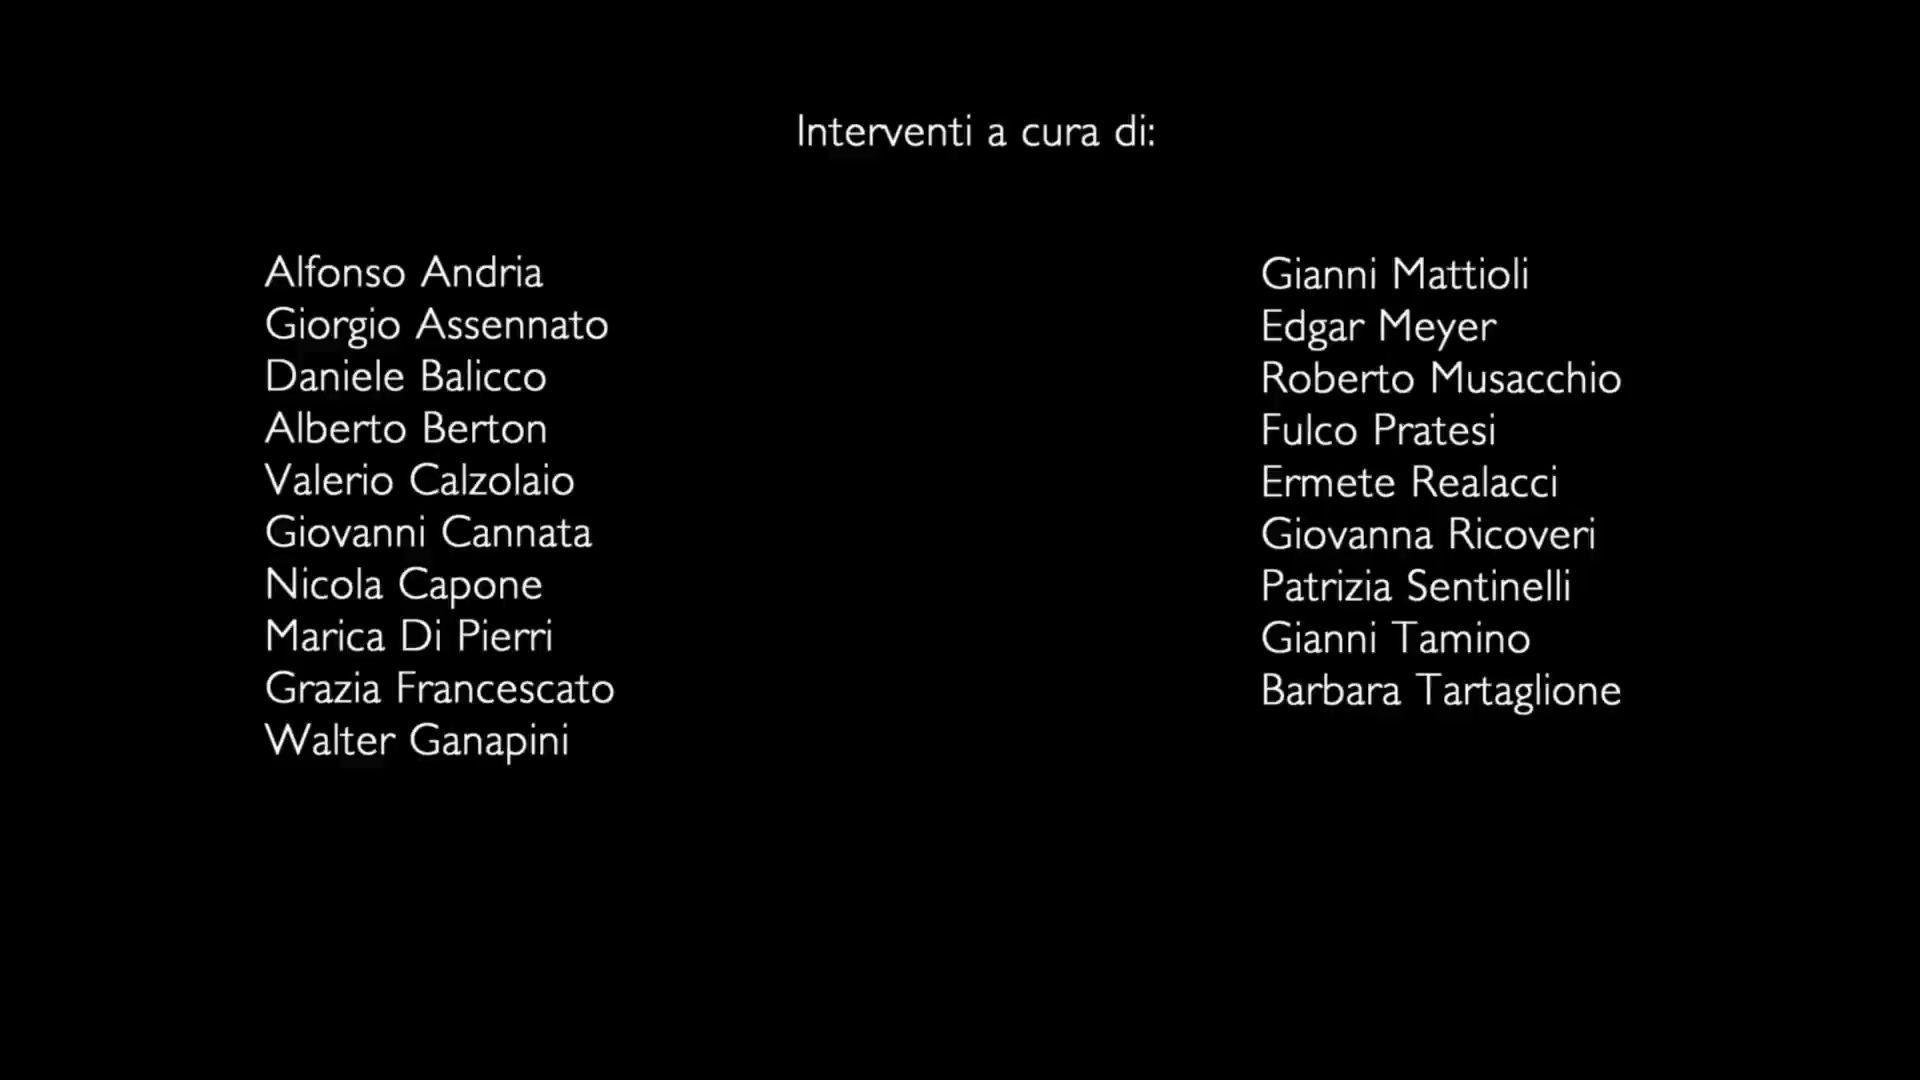 Interventi a cura di:
Alfonso Andria
Giorgio Assennato
Daniele Balicco
Alberto Berton
Valerio Calzolaio
Giovanni Cannata
Nicola Capone
Marica Di Pierri
Grazia Francescato
Walter Ganapini
Gianni Mattioli
Edgar Meyer
Roberto Musacchio
Fulco Pratesi
Ermete Realacci
Giovanna Ricoveri
Patrizia Sentinelli
Gianni Tamino
Barbara Tartaglione